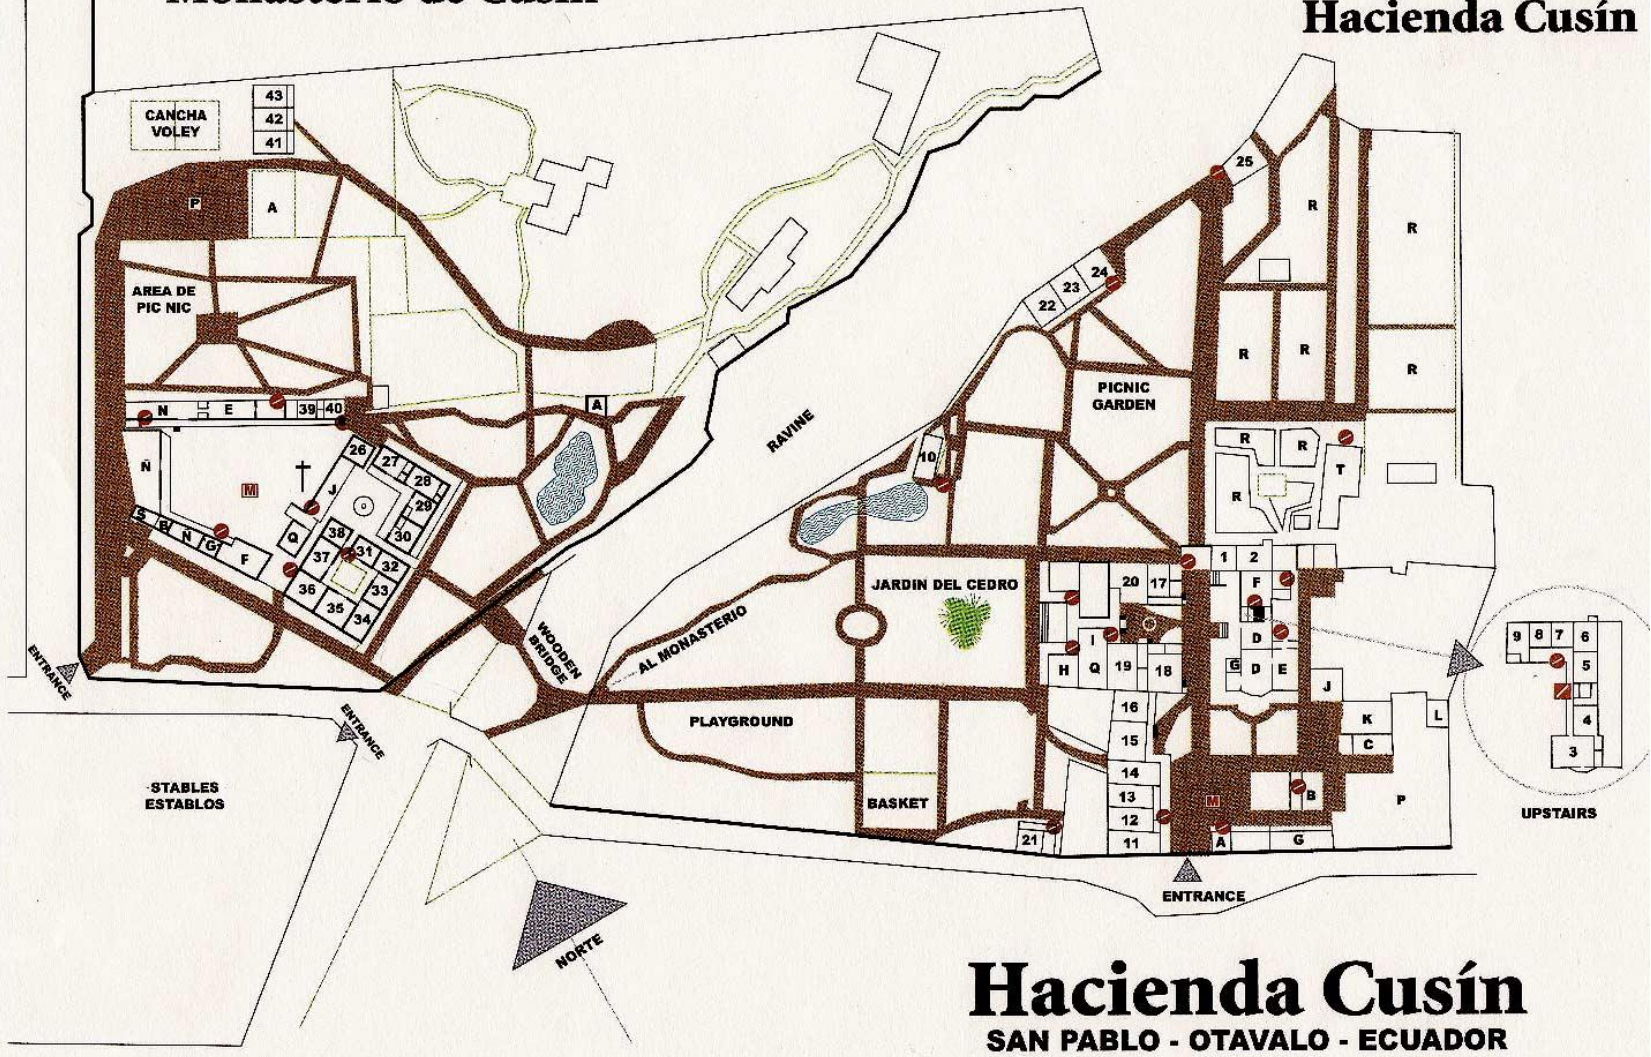 Monasterio de Cusín
Hacienda Cusín
43
42
41
CANCHA
VOLEY
P
A
AREA DE
PIC NIC
N
E
39
40
A
Ñ
M
26
27
28
29
30
J
Q
38
31
37
32
36
33
35
34
S
B
Ñ
G
F
ENTRANCE
ENTRANCE
STABLES
ESTABLOS
WOODEN
BRIDGE
RAVINE
AL MONASTERIO
NORTE
25
24
23
22
R
R
R
R
R
PICNIC
GARDEN
10
R
R
T
R
JARDIN DEL CEDRO
20
17
1
2
F
D
I
H
Q
19
18
G
D
E
J
16
15
14
13
12
11
K
C
L
M
B
P
A
G
PLAYGROUND
BASKET
21
ENTRANCE
9
8
7
6
5
4
3
UPSTAIRS
Hacienda Cusín
SAN PABLO - OTAVALO - ECUADOR